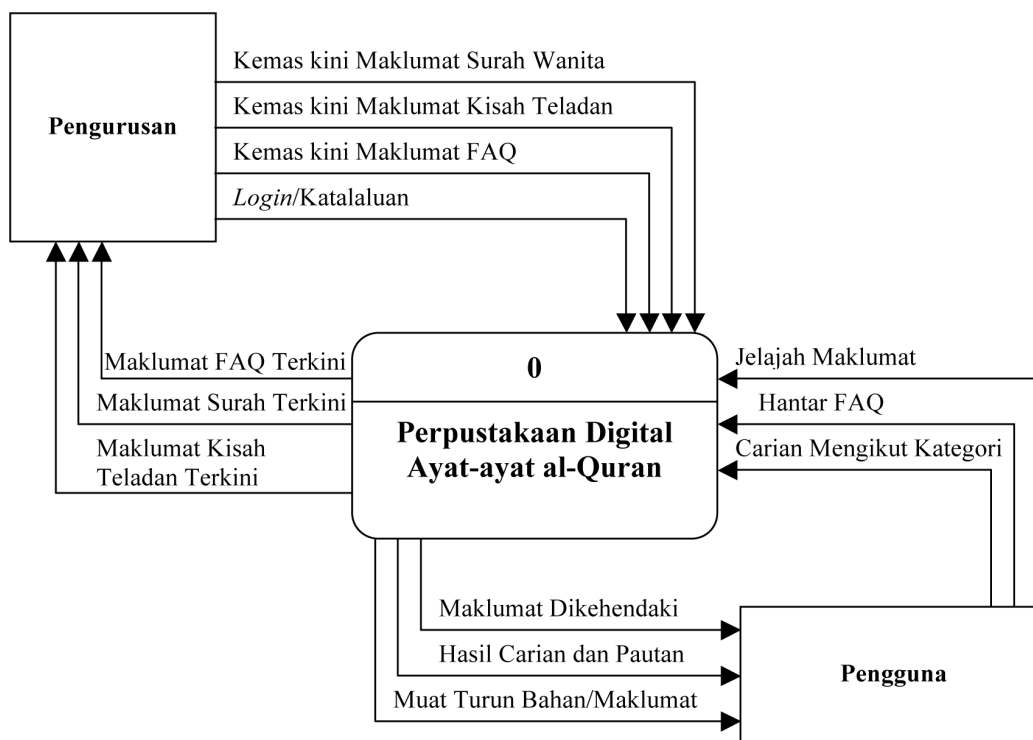 Pengurusan
Kemas kini Maklumat Surah Wanita
Kemas kini Maklumat Kisah Teladan
Kemas kini Maklumat FAQ
Login/Katalaluan
Maklumat FAQ Terkini
Maklumat Surah Terkini
Maklumat Kisah
Teladan Terkini
0
Perpustakaan Digital
Ayat-ayat al-Quran
Jelajah Maklumat
Hantar FAQ
Carian Mengikut Kategori
Maklumat Dikehendaki
Hasil Carian dan Pautan
Muat Turun Bahan/Maklumat
Pengguna